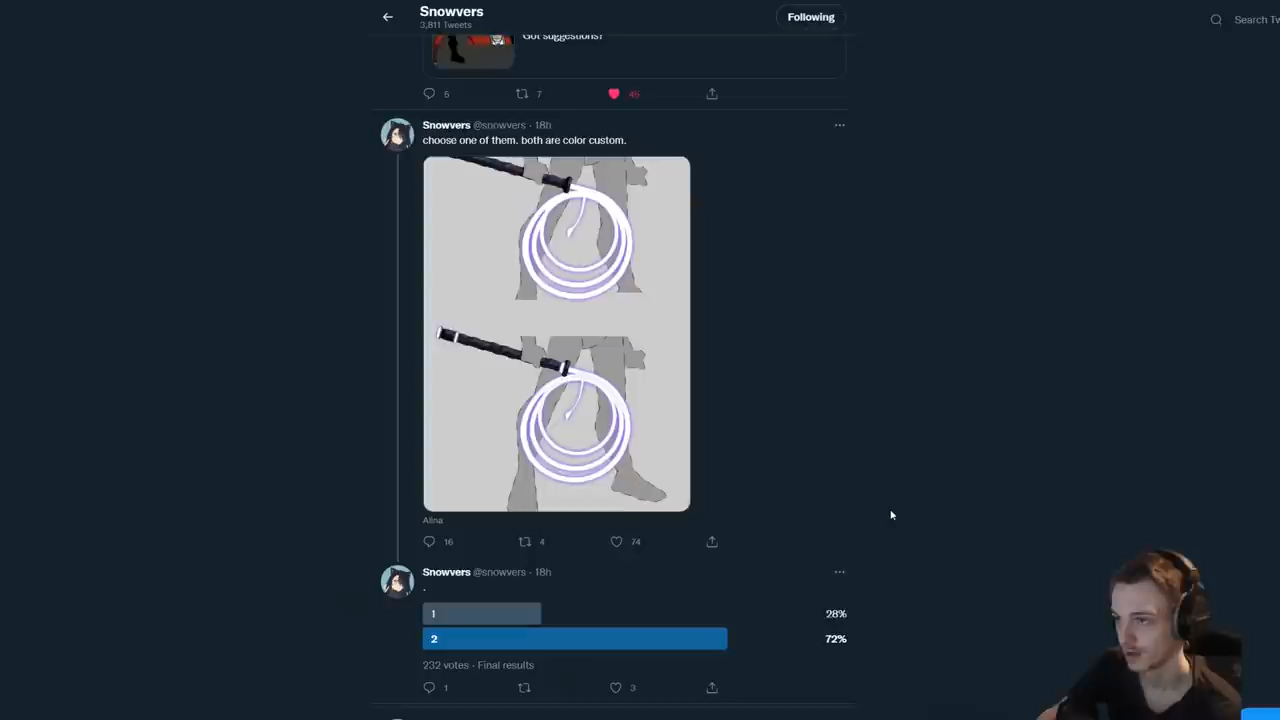 Snowvers
3,811 Tweets
Following
Search Tw
Got suggestions?
6 7 45
Snowvers @snowvers · 18h
choose one of them. both are color custom.
Alina
16 4 74
Snowvers @snowvers · 18h
.
1 28%
2 72%
232 votes · Final results
1 3